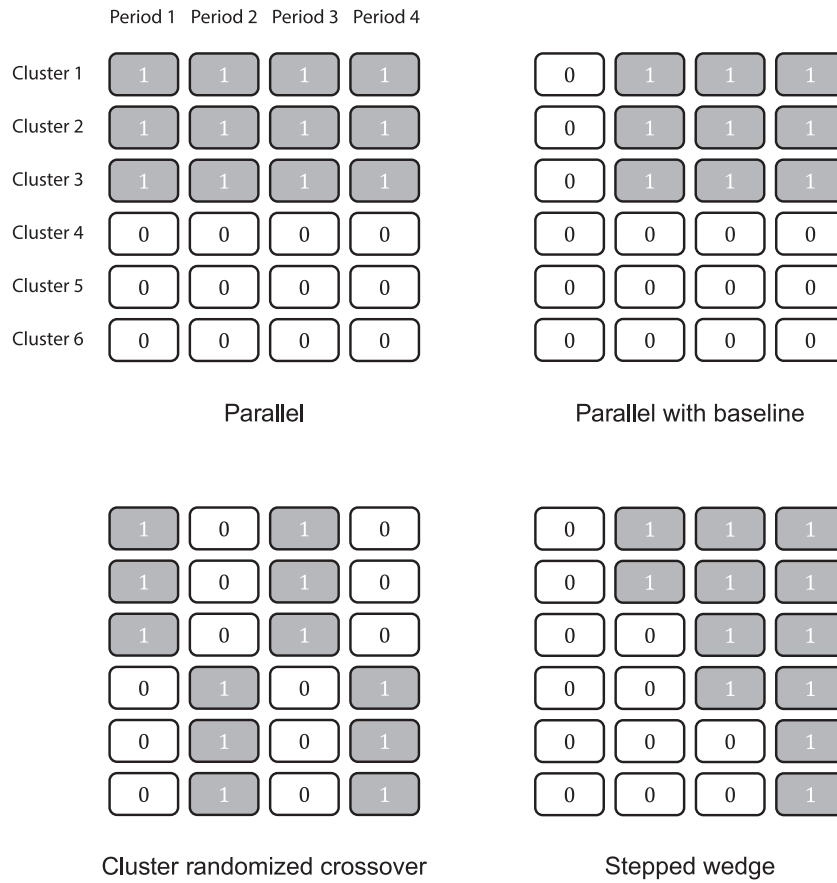 Period 1 Period 2 Period 3 Period 4
Cluster 1 1 1 1 1 0 1 1 1
Cluster 2 1 1 1 1 0 1 1 1
Cluster 3 1 1 1 1 0 1 1 1
Cluster 4 0 0 0 0 0 0 0 0
Cluster 5 0 0 0 0 0 0 0 0
Cluster 6 0 0 0 0 0 0 0 0
Parallel Parallel with baseline
1 0 1 0 0 1 1 1
1 0 1 0 0 1 1 1
1 0 1 0 0 0 1 1
0 1 0 1 0 0 1 1
0 1 0 1 0 0 0 1
0 1 0 1 0 0 0 1
Cluster randomized crossover Stepped wedge